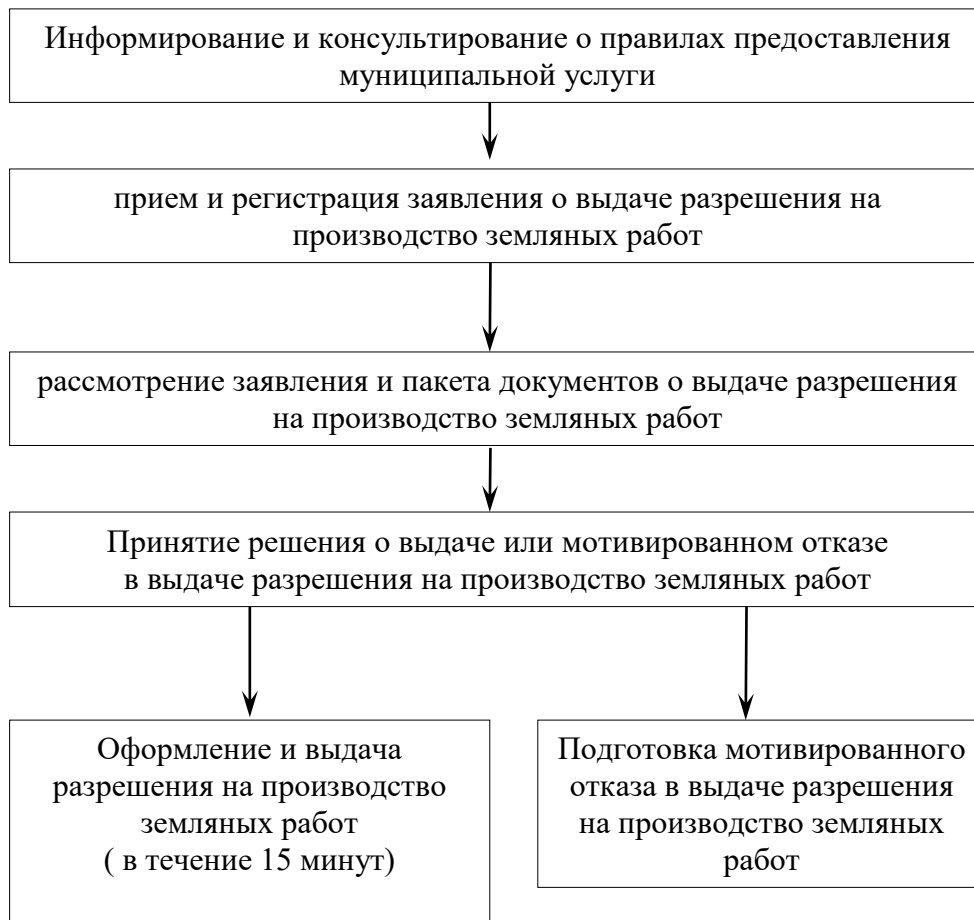 Информирование и консультирование о правилах предоставления
муниципальной услуги
прием и регистрация заявления о выдаче разрешения на
производство земляных работ
рассмотрение заявления и пакета документов о выдаче разрешения
на производство земляных работ
Принятие решения о выдаче или мотивированном отказе
в выдаче разрешения на производство земляных работ
Оформление и выдача
разрешения на производство
земляных работ
( в течение 15 минут)
Подготовка мотивированного
отказа в выдаче разрешения
на производство земляных
работ